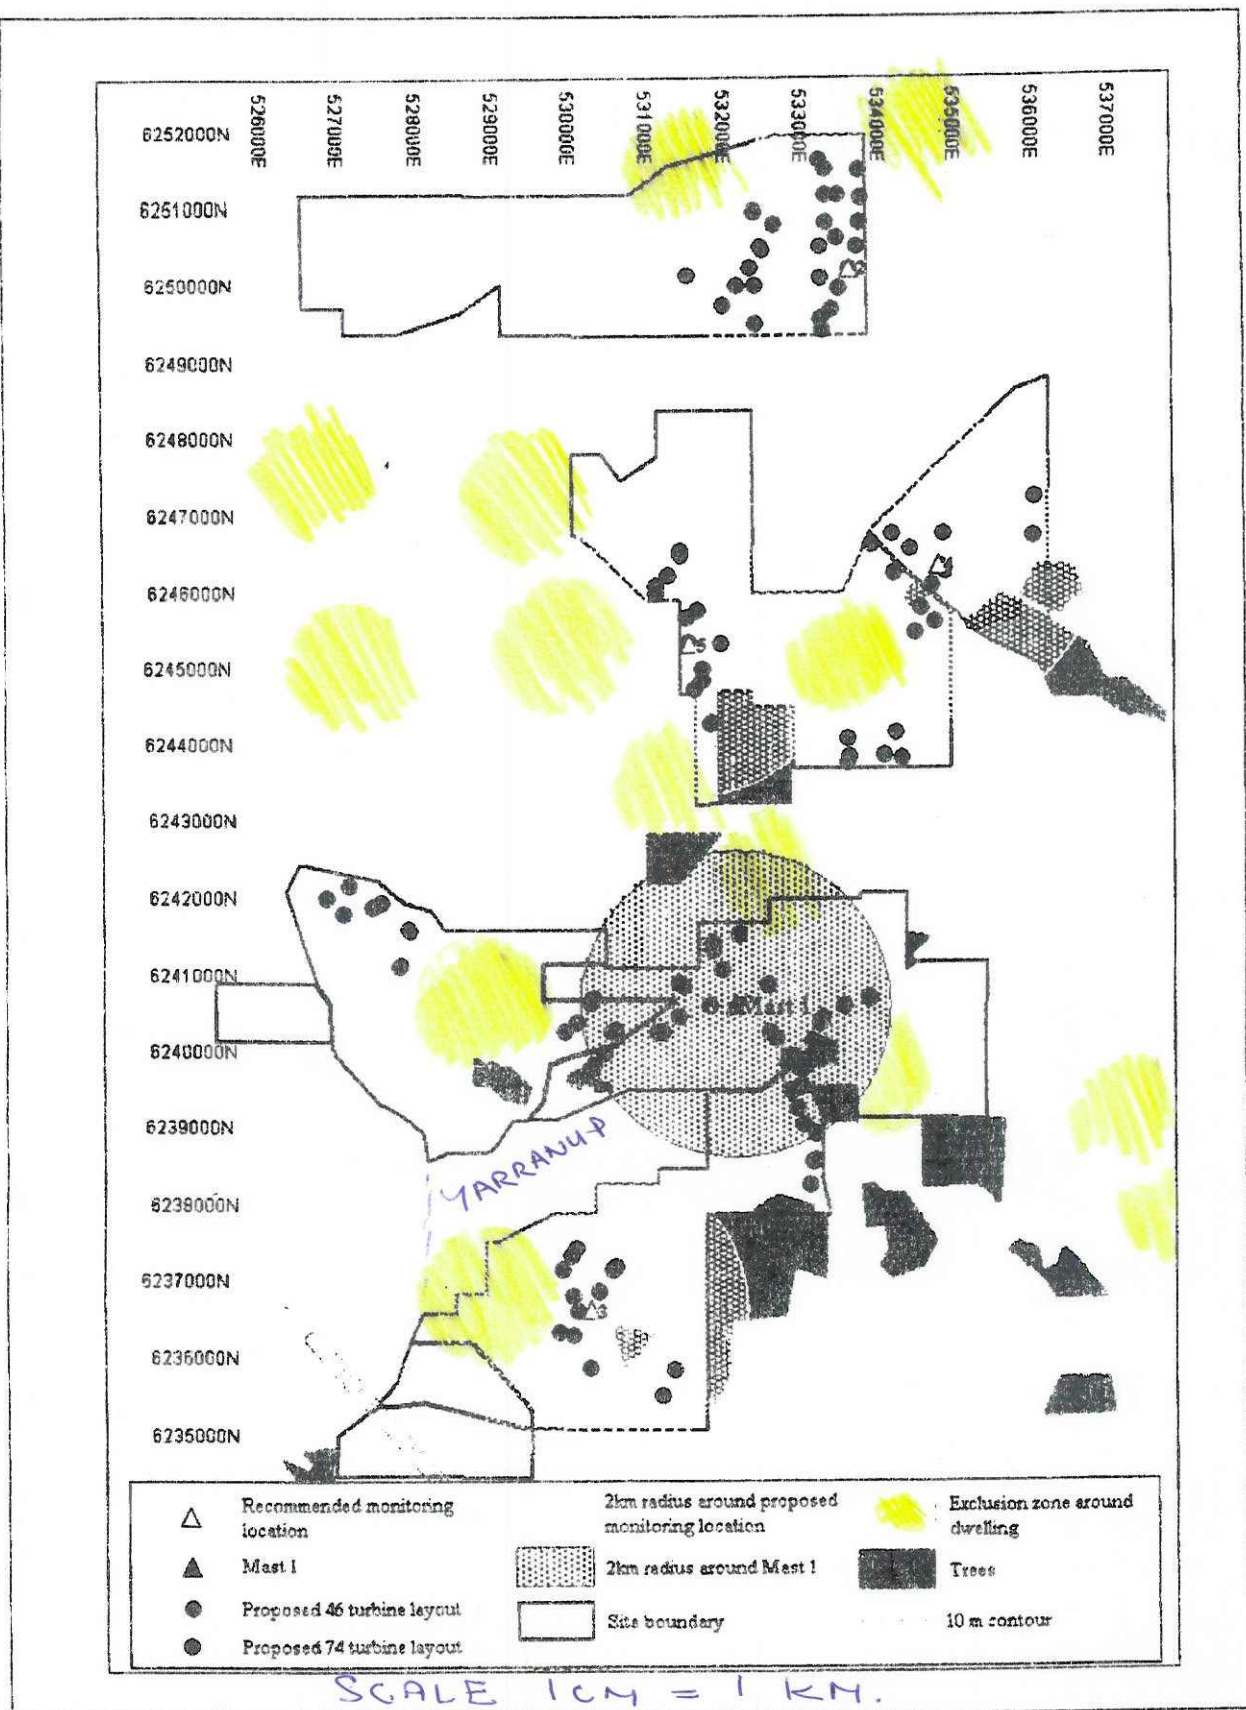 526000E
527000E
528000E
529000E
530000E
531000E
532000E
533000E
534000E
535000E
536000E
537000E
6252000N
6251000N
6250000N
6249000N
6248000N
6247000N
6246000N
6245000N
6244000N
6243000N
6242000N
6241000N
6240000N
6239000N
6238000N
6237000N
6236000N
6235000N
5
Mast 1
YARRANUP
3
Recommended monitoring
location
Mast 1
Proposed 46 turbine layout
Proposed 74 turbine layout
2km radius around proposed
monitoring location
2km radius around Mast 1
Site boundary
Exclusion zone around
dwelling
Trees
10 m contour
SCALE 1CM = 1 KM.